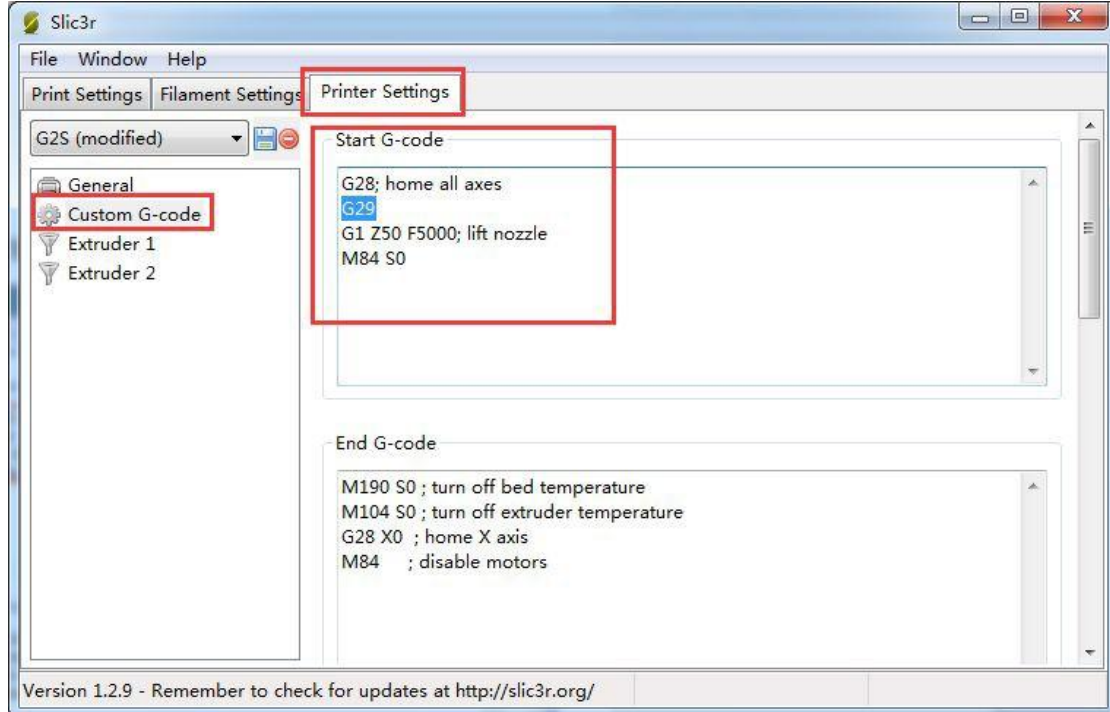 Slic3r
File Window Help
Print Settings Filament Settings Printer Settings
G2S (modified)
General
Custom G-code
Extruder 1
Extruder 2
Start G-code
G28; home all axes
G29
G1 Z50 F5000; lift nozzle
M84 S0
End G-code
M190 S0 ; turn off bed temperature
M104 S0 ; turn off extruder temperature
G28 X0 ; home X axis
M84 ; disable motors
Version 1.2.9 - Remember to check for updates at http://slic3r.org/